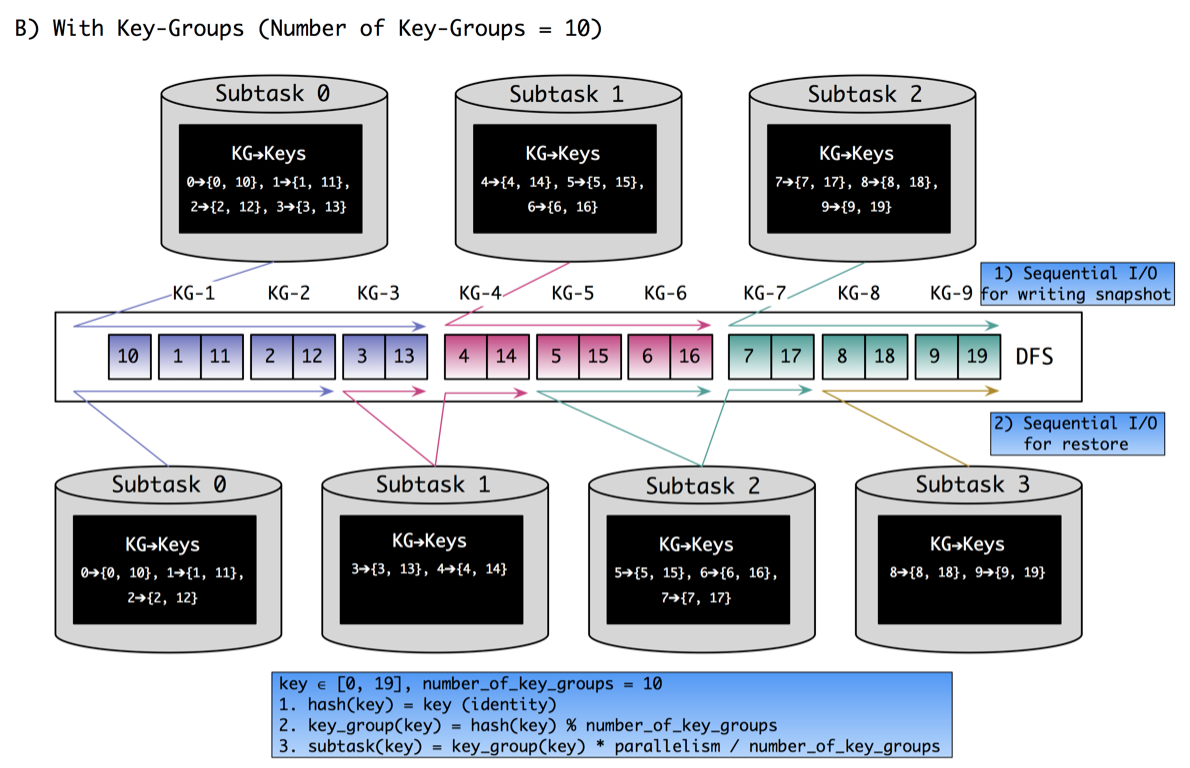 B) With Key-Groups (Number of Key-Groups = 10)
Subtask 0
KG→Keys
0→{0, 10}, 1→{1, 11},
2→{2, 12}, 3→{3, 13}
Subtask 1
KG→Keys
4→{4, 14}, 5→{5, 15},
6→{6, 16}
Subtask 2
KG→Keys
7→{7, 17}, 8→{8, 18},
9→{9, 19}
1) Sequential I/O
for writing snapshot
KG-1 KG-2 KG-3 KG-4 KG-5 KG-6 KG-7 KG-8 KG-9
10 1 11 2 12 3 13 4 14 5 15 6 16 7 17 8 18 9 19 DFS
2) Sequential I/O
for restore
Subtask 0
KG→Keys
0→{0, 10}, 1→{1, 11},
2→{2, 12}
Subtask 1
KG→Keys
3→{3, 13}, 4→{4, 14}
Subtask 2
KG→Keys
5→{5, 15}, 6→{6, 16},
7→{7, 17}
Subtask 3
KG→Keys
8→{8, 18}, 9→{9, 19}
key ∈ [0, 19], number_of_key_groups = 10
1. hash(key) = key (identity)
2. key_group(key) = hash(key) % number_of_key_groups
3. subtask(key) = key_group(key) * parallelism / number_of_key_groups